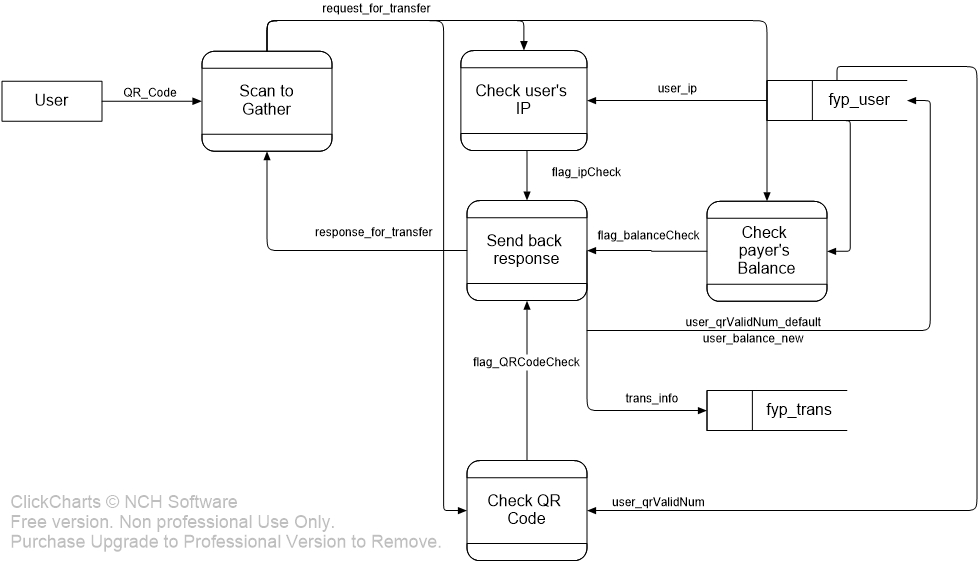 request_for_transfer
User
QR_Code
Scan to
Gather
Check user's
IP
user_ip
fyp_user
flag_ipCheck
response_for_transfer
Send back
response
flag_balanceCheck
Check
payer's
Balance
user_qrValidNum_default
user_balance_new
flag_QRCodeCheck
trans_info
fyp_trans
Check QR
Code
user_qrValidNum
ClickCharts © NCH Software
Free version. Non professional Use Only.
Purchase Upgrade to Professional Version to Remove.